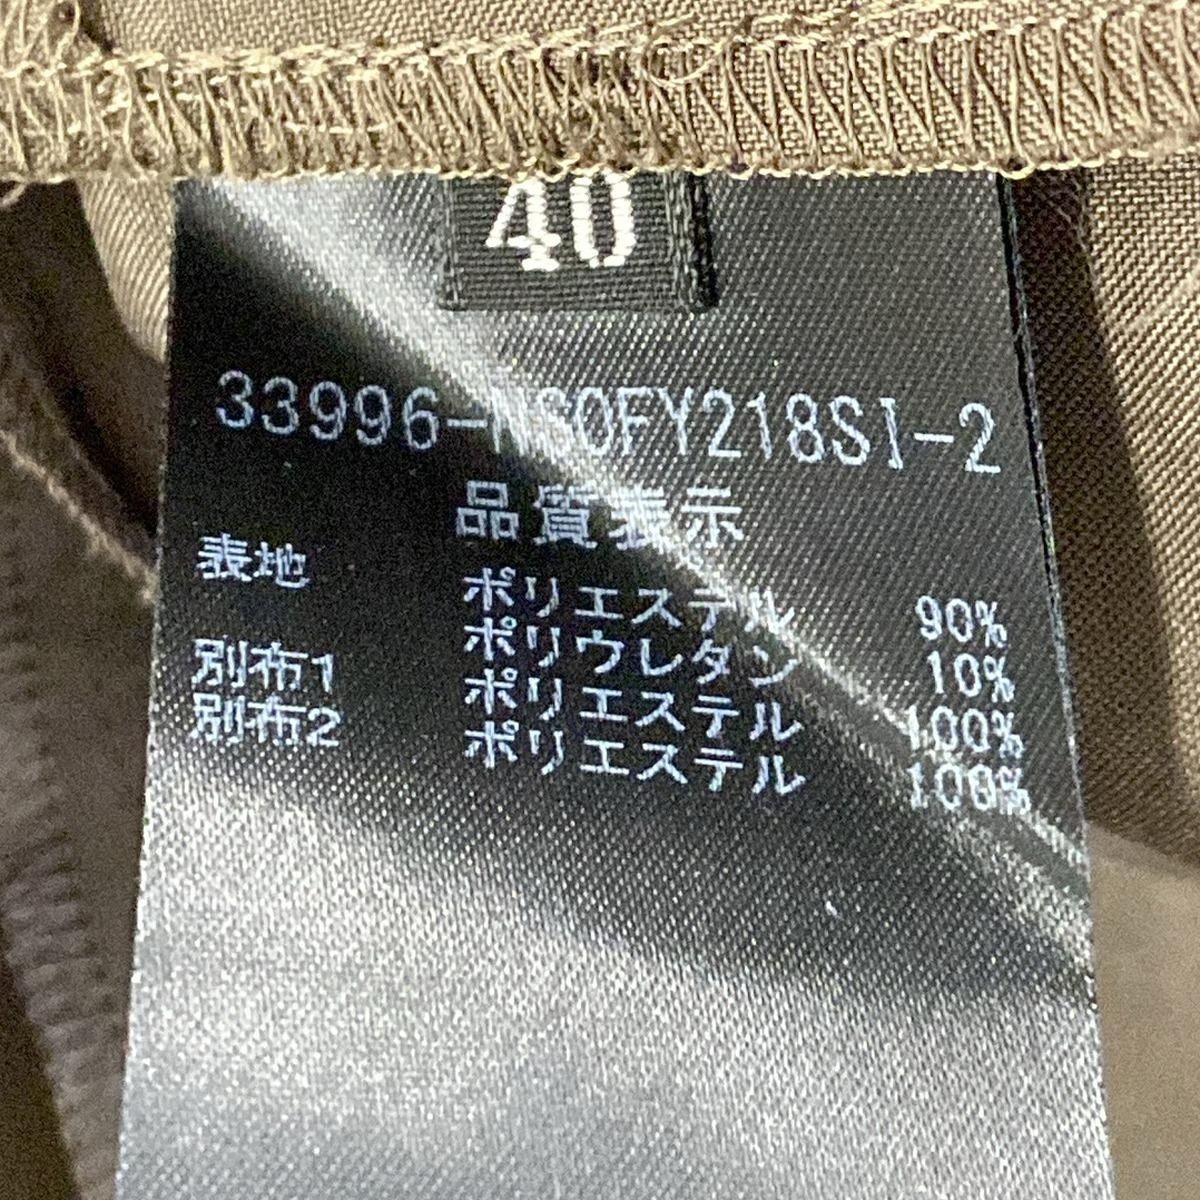 40
品質表示
表地 ポリエステル 90%
ポリウレタン 10%
別布1 ポリエステル 100%
別布2 ポリエステル 100%